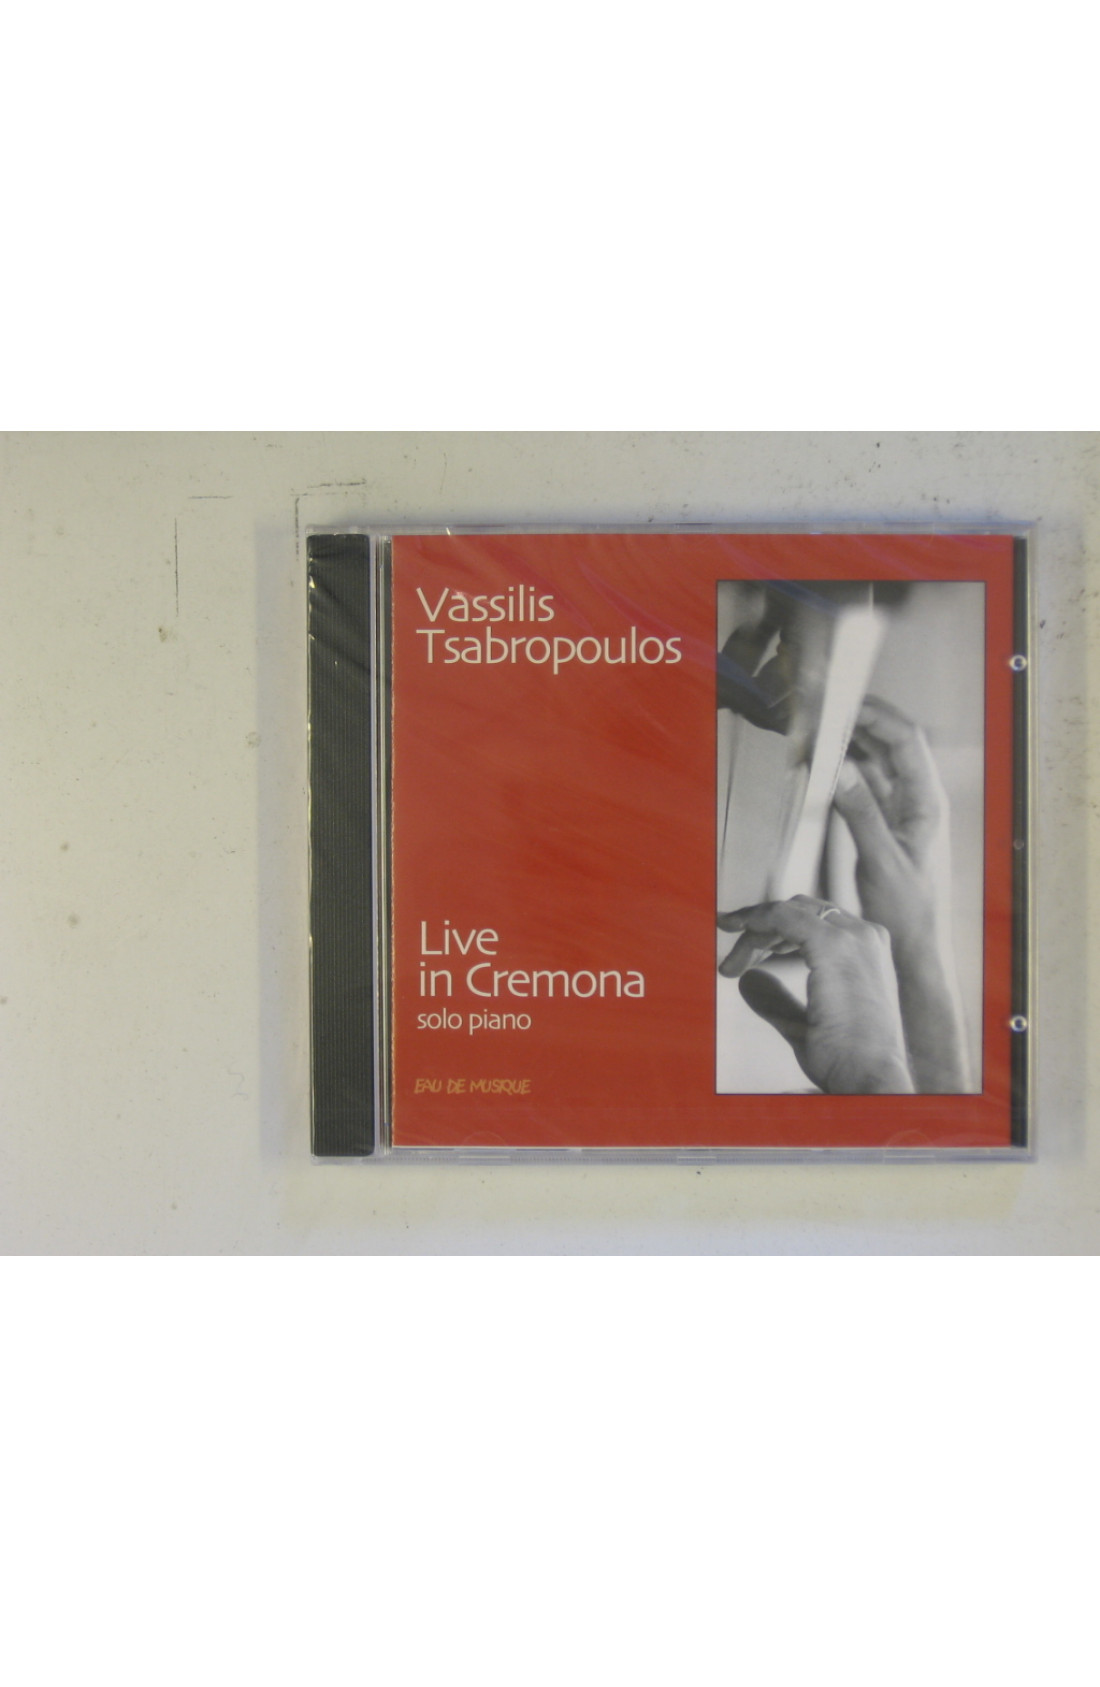 Vassilis
Tsabropoulos
Live
in Cremona
solo piano
EAU DE MUSIQUE